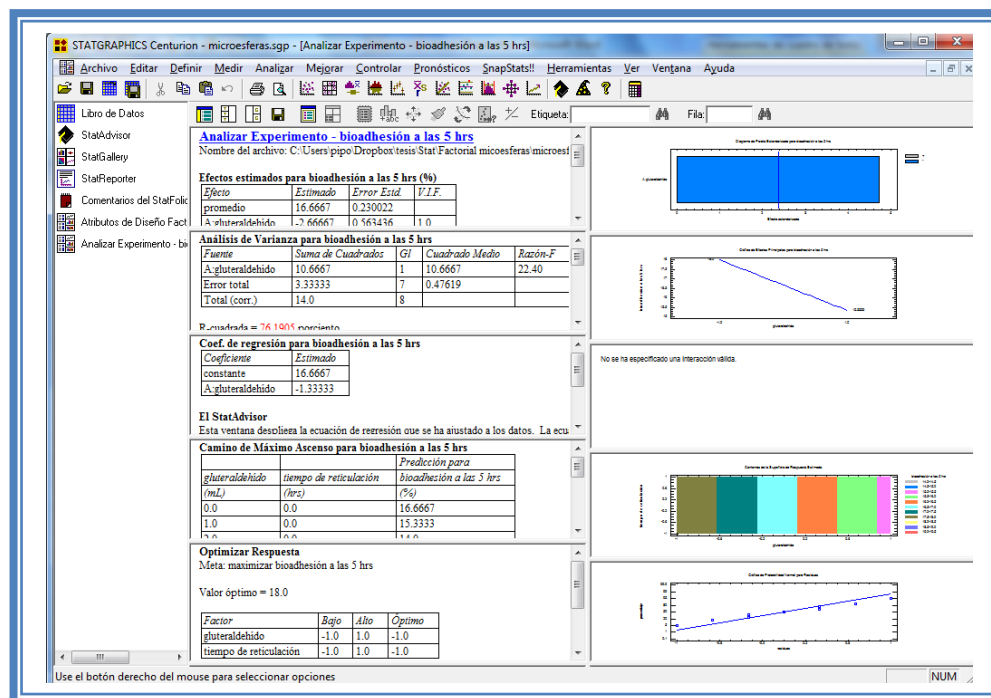 STATGRAPHICS Centurion - microesferas.sgp - [Analizar Experimento - bioadhesión a las 5 hrs]
Archivo Editar Definir Medir Analizar Mejorar Controlar Pronósticos SnapStats!! Herramientas Ver Ventana Ayuda
Etiqueta: Fila:
Libro de Datos
StatAdvisor
StatGallery
StatReporter
Comentarios del StatFolic
Atributos de Diseño Fact
Analizar Experimento - bi
Analizar Experimento - bioadhesión a las 5 hrs
Nombre del archivo: C:\Users\pipo\Dropbox\tesis\Stat\Factorial micoesferas\microesf
Efectos estimados para bioadhesión a las 5 hrs (%)
Efecto Estimado Error Estd. V.I.F.
promedio 16.6667 0.230022
A:gluteraldehido -2.66667 0.563436 1.0
Análisis de Varianza para bioadhesión a las 5 hrs
Fuente Suma de Cuadrados Gl Cuadrado Medio Razón-F
A:gluteraldehido 10.6667 1 10.6667 22.40
Error total 3.33333 7 0.47619
Total (corr.) 14.0 8
R-cuadrada = 76.1905 porciento
Coef. de regresión para bioadhesión a las 5 hrs
Coeficiente Estimado
constante 16.6667
A:gluteraldehido -1.33333
El StatAdvisor
Esta ventana despliega la ecuación de regresión que se ha ajustado a los datos. La ecua
Camino de Máximo Ascenso para bioadhesión a las 5 hrs
Predicción para
gluteraldehido tiempo de reticulación bioadhesión a las 5 hrs
(mL) (hrs) (%)
0.0 0.0 16.6667
1.0 0.0 15.3333
2.0 0.0 14.0
Optimizar Respuesta
Meta: maximizar bioadhesión a las 5 hrs
Valor óptimo = 18.0
Factor Bajo Alto Óptimo
gluteraldehido -1.0 1.0 -1.0
tiempo de reticulación -1.0 1.0 -1.0
No se ha especificado una interacción válida.
Use el botón derecho del mouse para seleccionar opciones
NUM